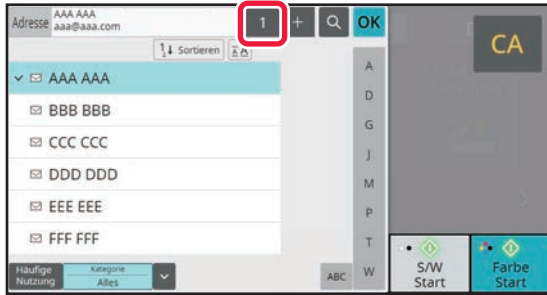 Adresse
AAA AAA
aaa@aaa.com
1
+
OK
CA
Sortieren
AAA AAA
BBB BBB
CCC CCC
DDD DDD
EEE EEE
FFF FFF
A
D
G
J
M
P
T
W
Häufige
Nutzung
Kategorie
Alles
ABC
S/W
Start
Farbe
Start